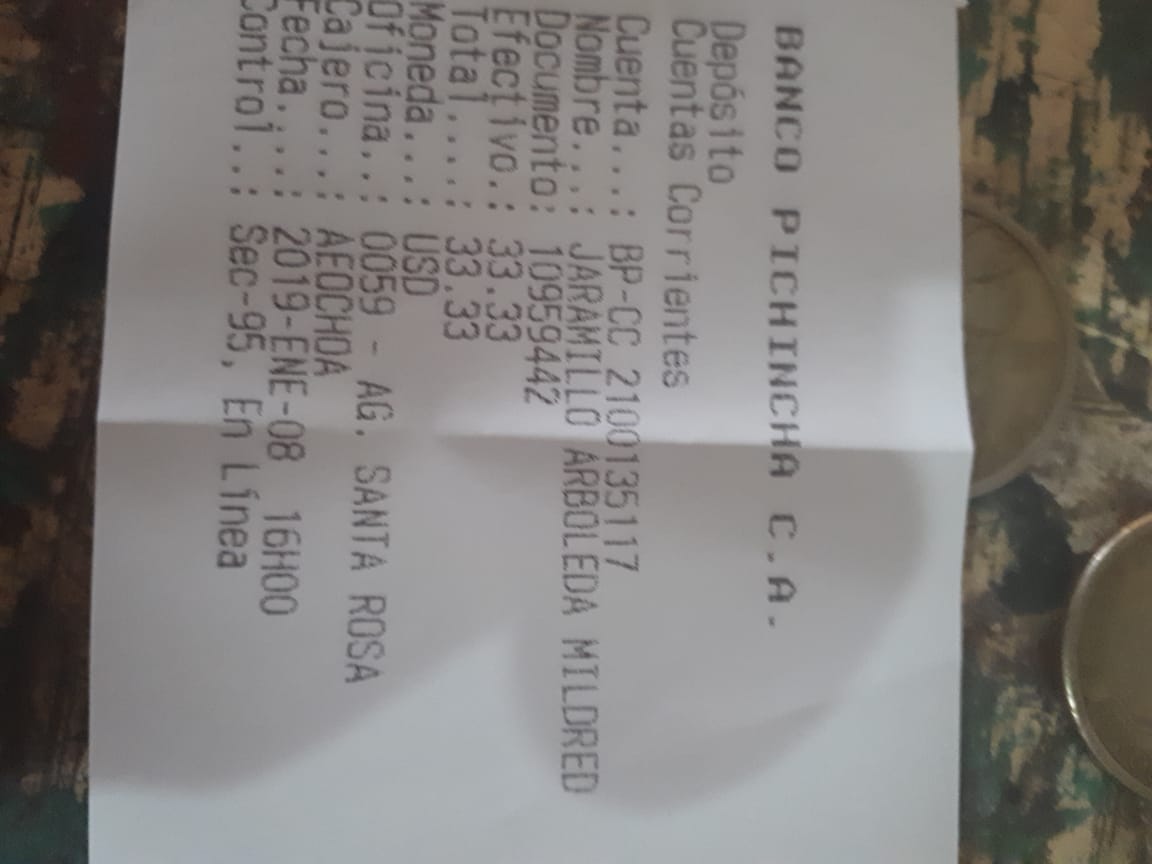 BANCO PICHINCHA C.A.
Depósito
Cuentas Corrientes
Cuenta...: BP-CC 2100135117
Nombre...: JARAMILLO ARBOLEDA MILDRED
Documento: 10959442
Efectivo.: 33.33
Total....: 33.33
Moneda...: USD
Oficina..: 0059 - AG. SANTA ROSA
Cajero...: AEOCHOA
Fecha....: 2019-ENE-08 16H00
Control..: Sec-95, En Línea